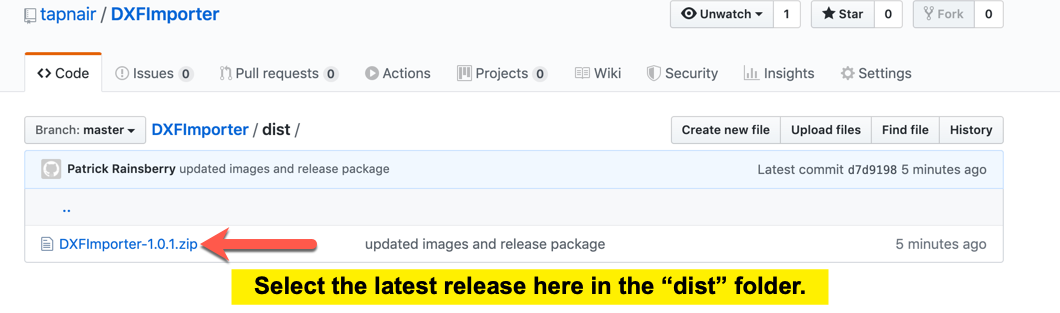 tapnair / DXFImporter
Unwatch 1 Star 0 Fork 0
Code Issues 0 Pull requests 0 Actions Projects 0 Wiki Security Insights Settings
Branch: master DXFImporter / dist / Create new file Upload files Find file History
Patrick Rainsberry updated images and release package Latest commit d7d9198 5 minutes ago
..
DXFImporter-1.0.1.zip updated images and release package 5 minutes ago
Select the latest release here in the “dist” folder.